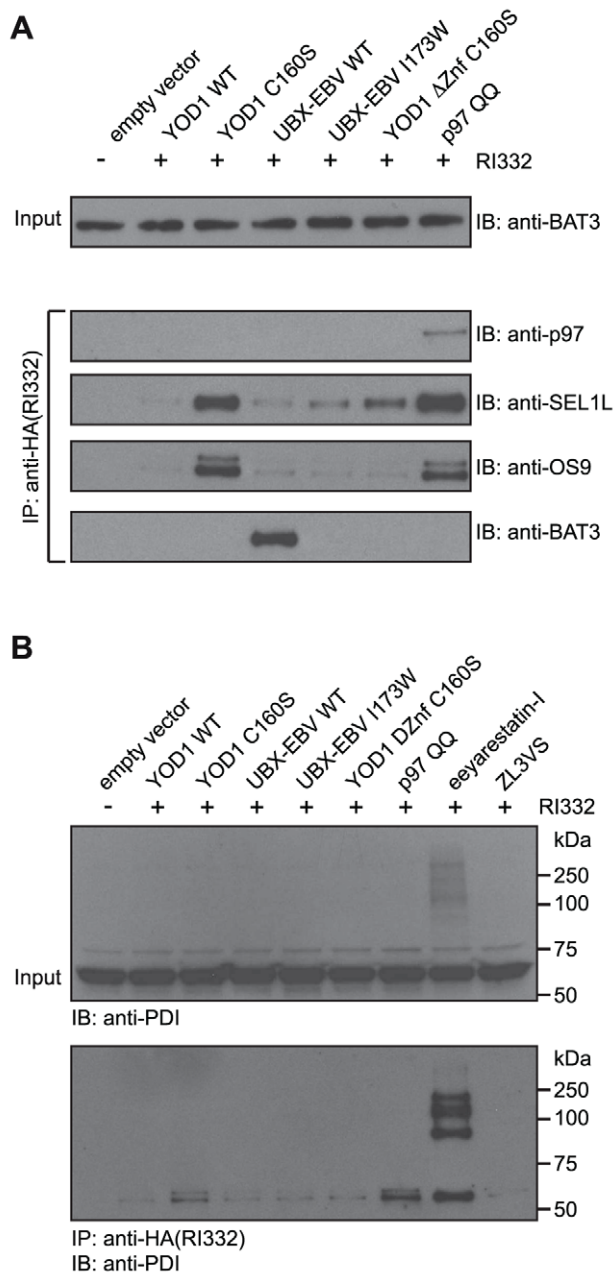 A
empty vector
YOD1 WT
YOD1 C160S
UBX-EBV WT
UBX-EBV I173W
YOD1 ΔZnf C160S
p97 QQ
- + + + + + + RI332
Input
IB: anti-BAT3
IP: anti-HA(RI332)
IB: anti-p97
IB: anti-SEL1L
IB: anti-OS9
IB: anti-BAT3
B
empty vector
YOD1 WT
YOD1 C160S
UBX-EBV WT
UBX-EBV I173W
YOD1 DZnf C160S
p97 QQ
eeyarestatin-I
ZL3VS
- + + + + + + + + RI332
kDa
250
100
75
Input
50
IB: anti-PDI
kDa
250
100
75
50
IP: anti-HA(RI332)
IB: anti-PDI